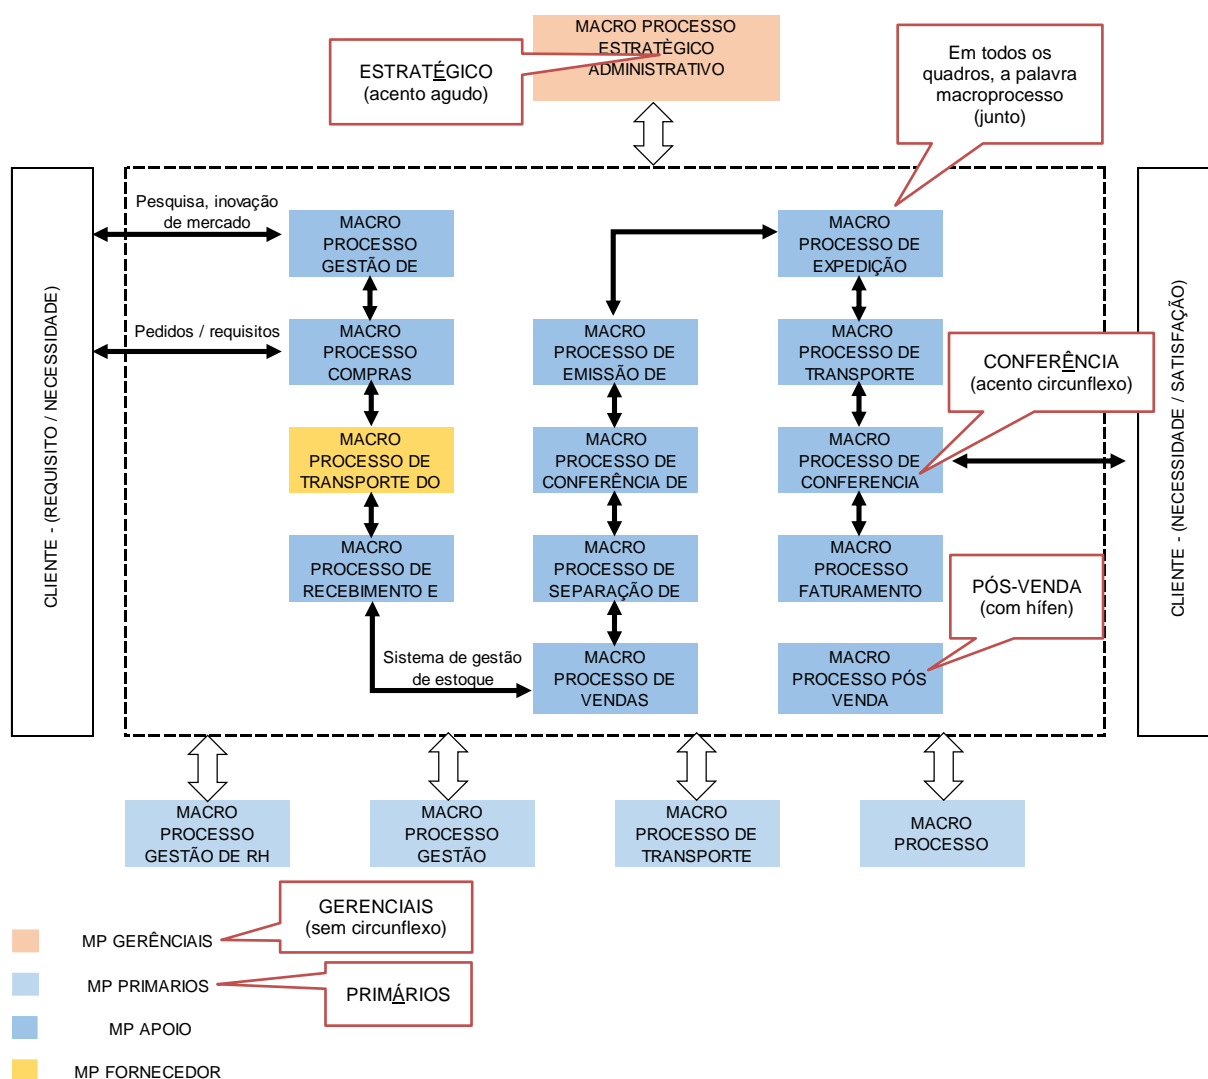 MACRO PROCESSO
ESTRATÈGICO
ADMINISTRATIVO
ESTRATÉGICO
(acento agudo)
Em todos os
quadros, a palavra
macroprocesso
(junto)
CLIENTE - (REQUISITO / NECESSIDADE)
Pesquisa, inovação
de mercado
MACRO
PROCESSO
GESTÃO DE
MACRO
PROCESSO DE
EXPEDIÇÃO
Pedidos / requisitos
MACRO
PROCESSO
COMPRAS
MACRO
PROCESSO DE
EMISSÃO DE
MACRO
PROCESSO DE
TRANSPORTE
CONFERÊNCIA
(acento circunflexo)
MACRO
PROCESSO DE
TRANSPORTE DO
MACRO
PROCESSO DE
CONFERÊNCIA DE
MACRO
PROCESSO DE
CONFERENCIA
CLIENTE - (NECESSIDADE / SATISFAÇÃO)
MACRO
PROCESSO DE
RECEBIMENTO E
MACRO
PROCESSO DE
SEPARAÇÃO DE
MACRO
PROCESSO
FATURAMENTO
PÓS-VENDA
(com hífen)
Sistema de gestão
de estoque
MACRO
PROCESSO DE
VENDAS
MACRO
PROCESSO PÓS
VENDA
MACRO
PROCESSO
GESTÃO DE RH
MACRO
PROCESSO
GESTÃO
MACRO
PROCESSO DE
TRANSPORTE
MACRO
PROCESSO
GERENCIAIS
(sem circunflexo)
MP GERÊNCIAIS
MP PRIMARIOS
PRIMÁRIOS
MP APOIO
MP FORNECEDOR